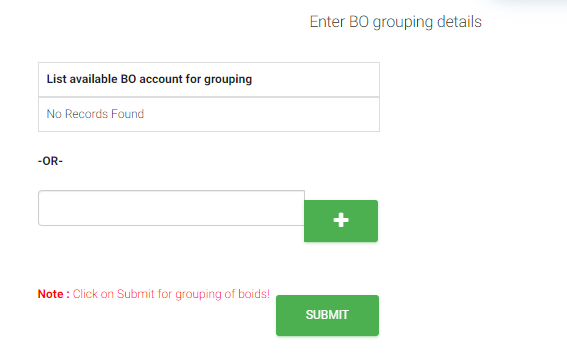 Enter BO grouping details
List available BO account for grouping
No Records Found
-OR-
Note : Click on Submit for grouping of boids!
SUBMIT